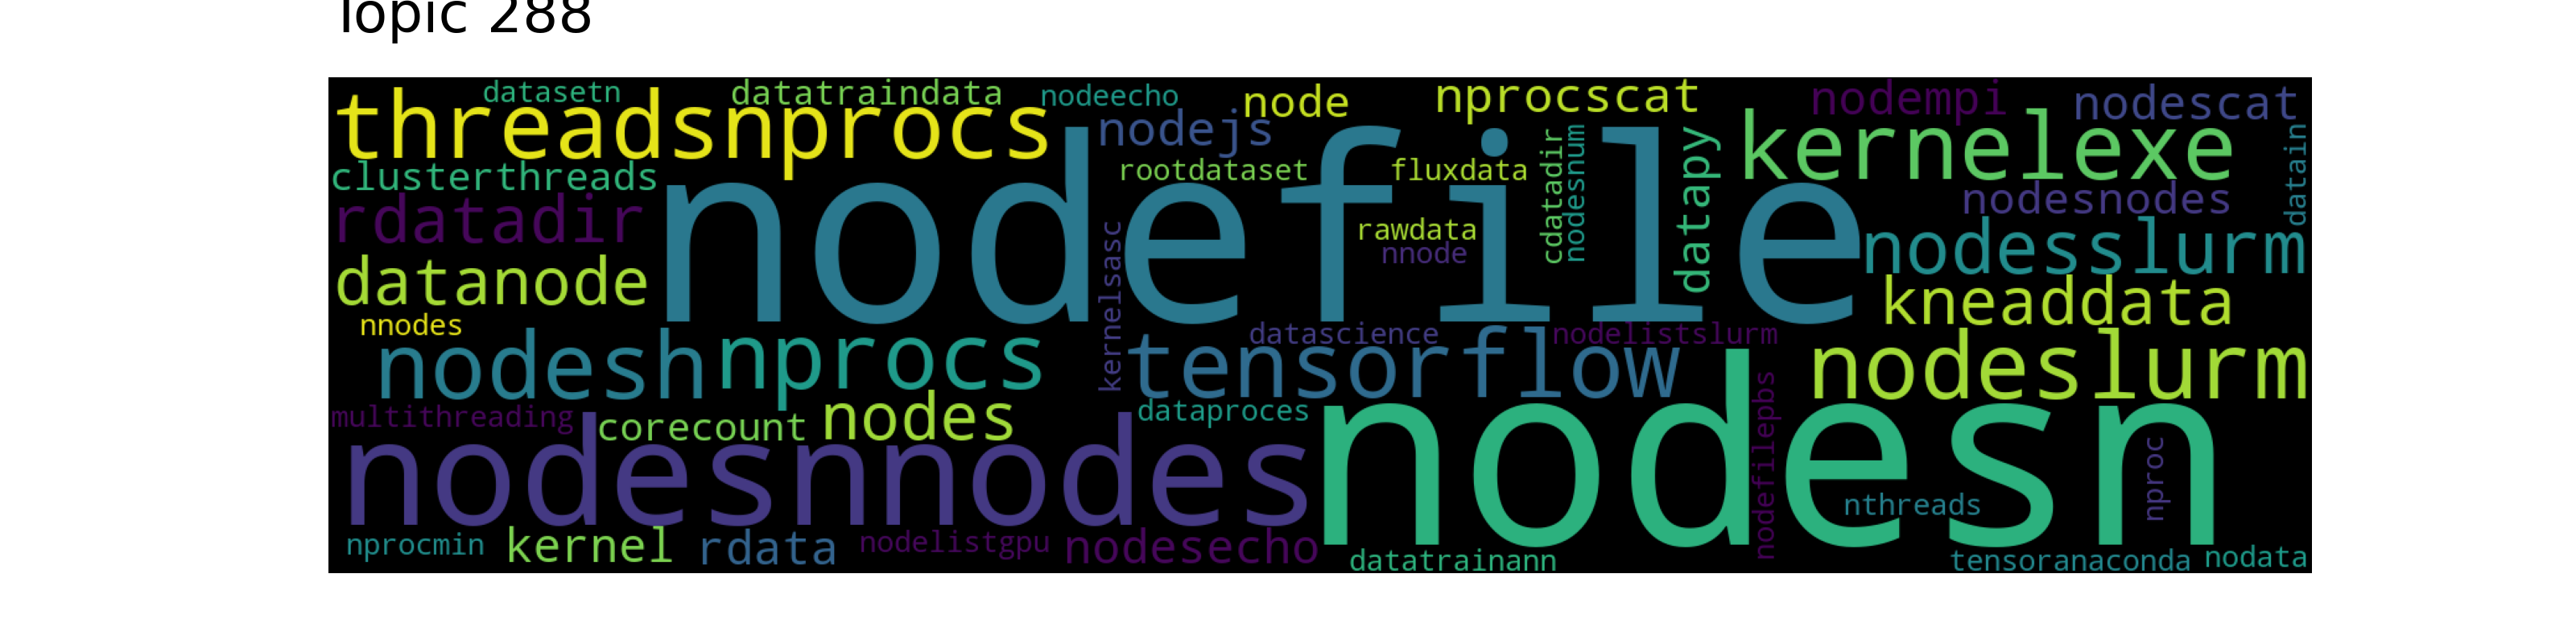 Topic 288
datasetn datatraindata nodeecho node nprocscat nodempi nodescat
threadsnprocs nodejs kernelexe
clusterthreads rootdataset fluxdata cdatadir nodesnum datapy nodesnodes datain
rdatadir nodefile rawdata nnode nodesslurm
datanode kernelsasc kneaddata
nnodes datascience nodelistslurm
nodesh nprocs tensorflow nodeslurm
multithreading corecount nodes dataproces nodefilepbs
nodesnnodes nodesn nthreads nproc
nprocmin kernel rdata nodelistgpu nodesecho datatrainann tensoranaconda nodata